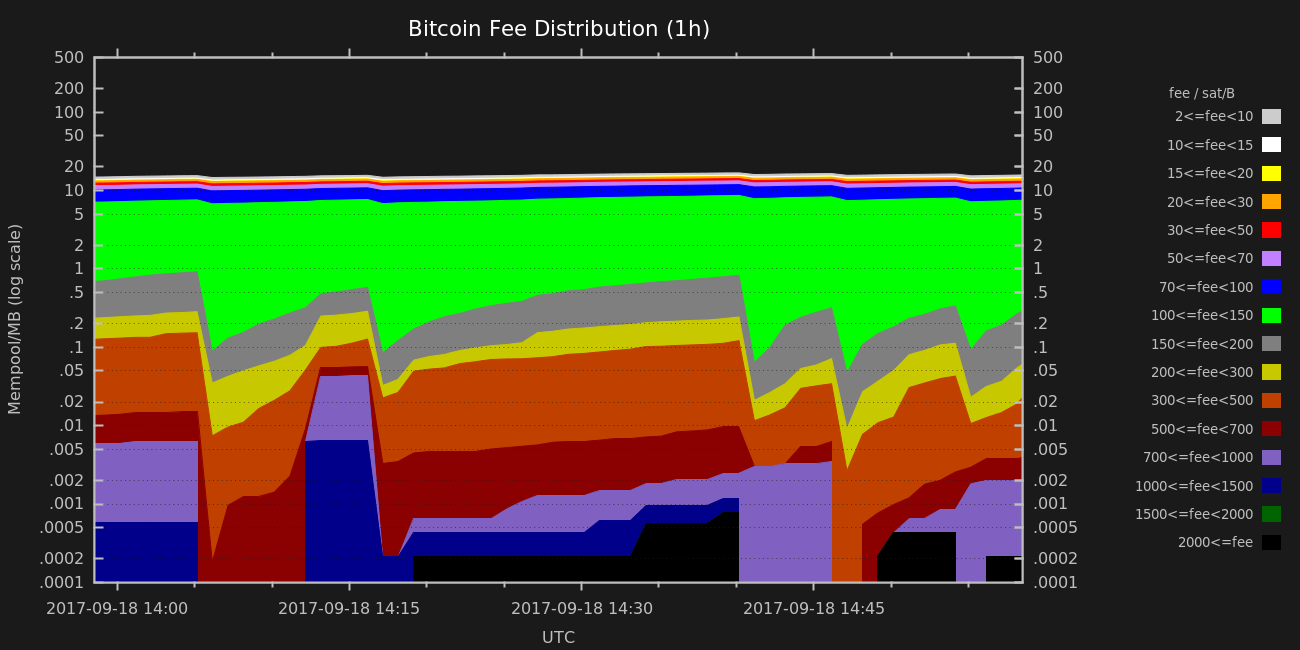 Bitcoin Fee Distribution (1h)
500
200
100
50
20
10
5
2
1
.5
.2
.1
.05
.02
.01
.005
.002
.001
.0005
.0002
.0001
Mempool/MB (log scale)
500
200
100
50
20
10
5
2
1
.5
.2
.1
.05
.02
.01
.005
.002
.001
.0005
.0002
.0001
2017-09-18 14:00
2017-09-18 14:15
2017-09-18 14:30
2017-09-18 14:45
UTC
fee / sat/B
2<=fee<10
10<=fee<15
15<=fee<20
20<=fee<30
30<=fee<50
50<=fee<70
70<=fee<100
100<=fee<150
150<=fee<200
200<=fee<300
300<=fee<500
500<=fee<700
700<=fee<1000
1000<=fee<1500
1500<=fee<2000
2000<=fee